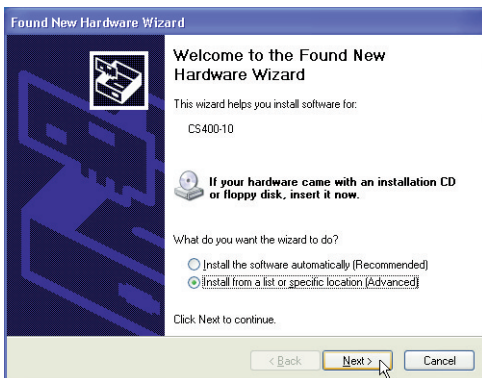 Found New Hardware Wizard
Welcome to the Found New
Hardware Wizard
This wizard helps you install software for:
CS400-10
If your hardware came with an installation CD
or floppy disk, insert it now.
What do you want the wizard to do?
Install the software automatically (Recommended)
Install from a list or specific location (Advanced)
Click Next to continue.
< Back Next > Cancel